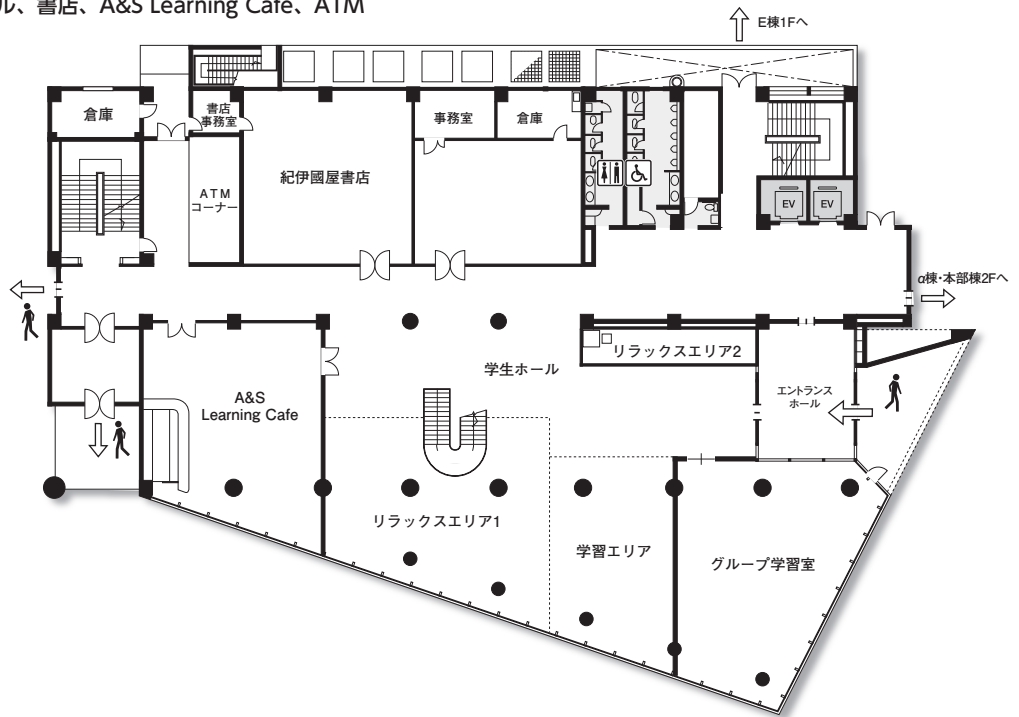 ル、書店、A&S Learning Cafe、ATM
E棟1Fへ
倉庫
書店
事務室
事務室
倉庫
ATM
コーナー
紀伊國屋書店
EV
EV
α棟・本部棟2Fへ
リラックスエリア2
学生ホール
エントランス
ホール
A&S
Learning Cafe
リラックスエリア1
学習エリア
グループ学習室